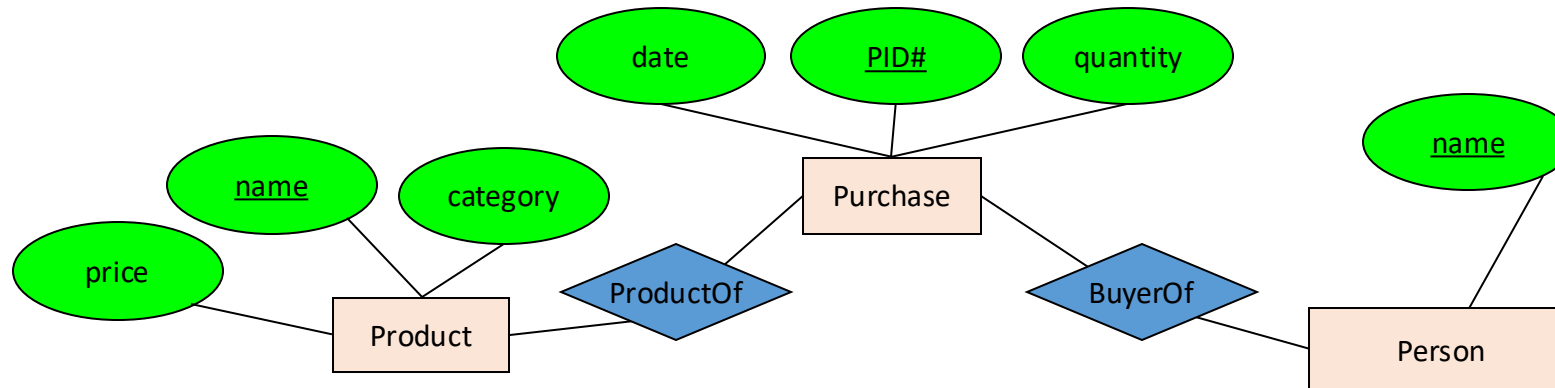 date
PID#
quantity
name
name
category
Purchase
price
ProductOf
BuyerOf
Product
Person